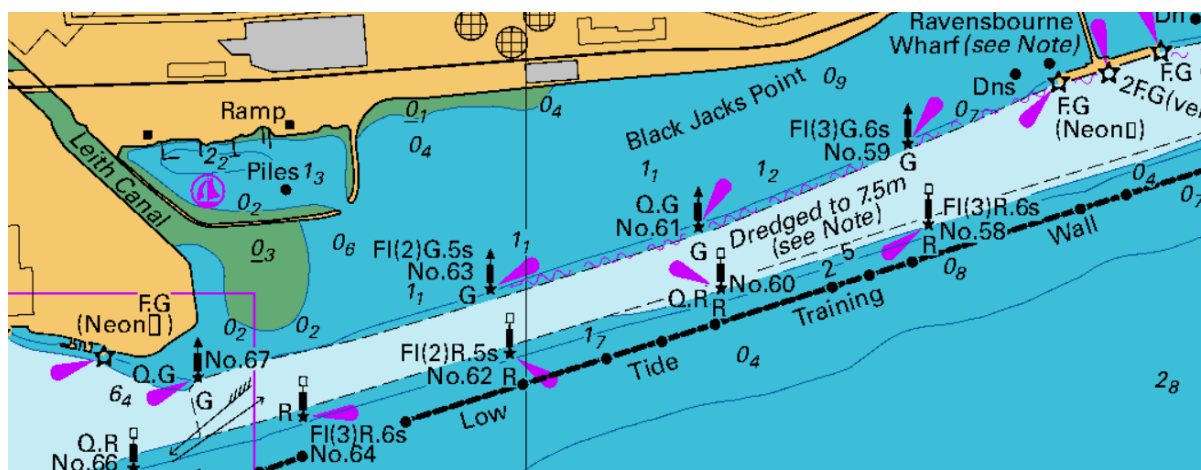 Ravensbourne
Wharf (see Note)
Dn
Dns
F.G
2F.G(ve
F.G
(Neon▯)
Black Jacks Point
0₉
0₇
Ramp
0₁
0₄
0₄
2₂
Piles
1₃
0₂
Leith Canal
0₃
0₆
Fl(3)G.6s
No.59
G
1₁
1₂
Q.G
No.61
G
Dredged to 7.5m
(see Note)
Fl(3)R.6s
No.58
R
0₄
0₇
Fl(2)G.5s
No.63
G
1₁
1₁
Q.R
No.60
R
2₅
0₈
F.G
(Neon▯)
0₂
0₂
Q.G
No.67
G
6₄
Fl(2)R.5s
No.62
R
1₇
0₄
2₈
Low Tide Training Wall
R
Fl(3)R.6s
No.64
Q.R
No.66